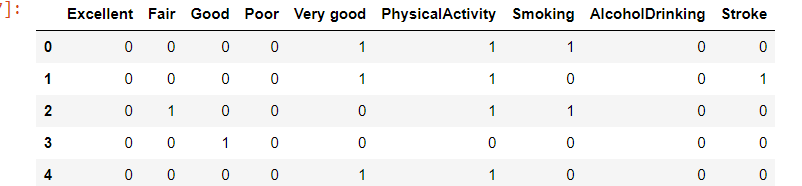 ]:
Excellent Fair Good Poor Very good PhysicalActivity Smoking AlcoholDrinking Stroke
0 0 0 0 0 1 1 1 0 0
1 0 0 0 0 1 1 0 0 1
2 0 1 0 0 0 1 1 0 0
3 0 0 1 0 0 0 0 0 0
4 0 0 0 0 1 1 0 0 0